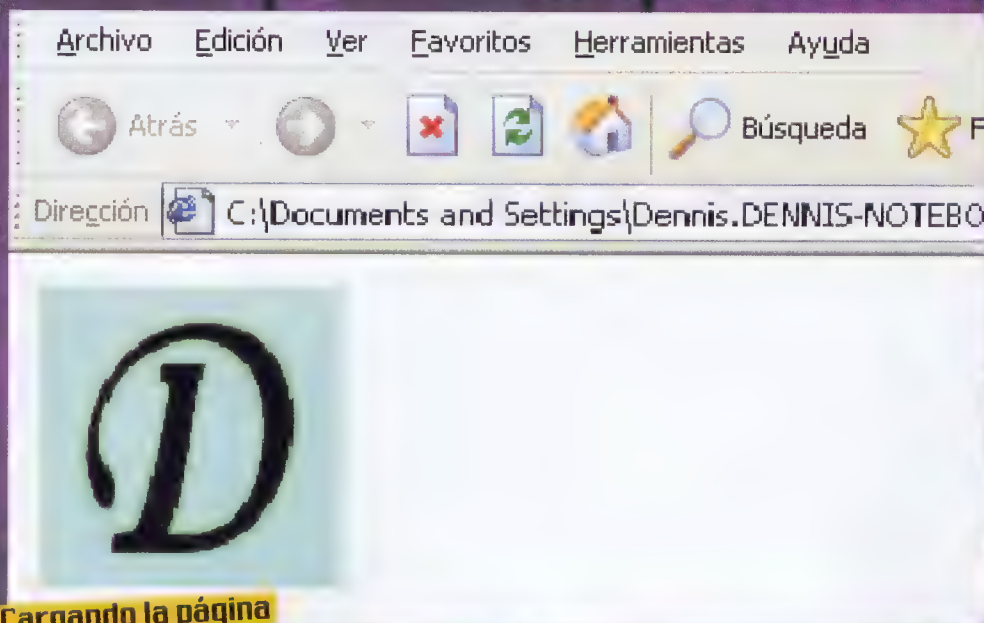 Archivo Edición Ver Favoritos Herramientas Ayuda
Atrás Búsqueda F
Dirección C:\Documents and Settings\Dennis.DENNIS-NOTEBO
D
Cargando la página